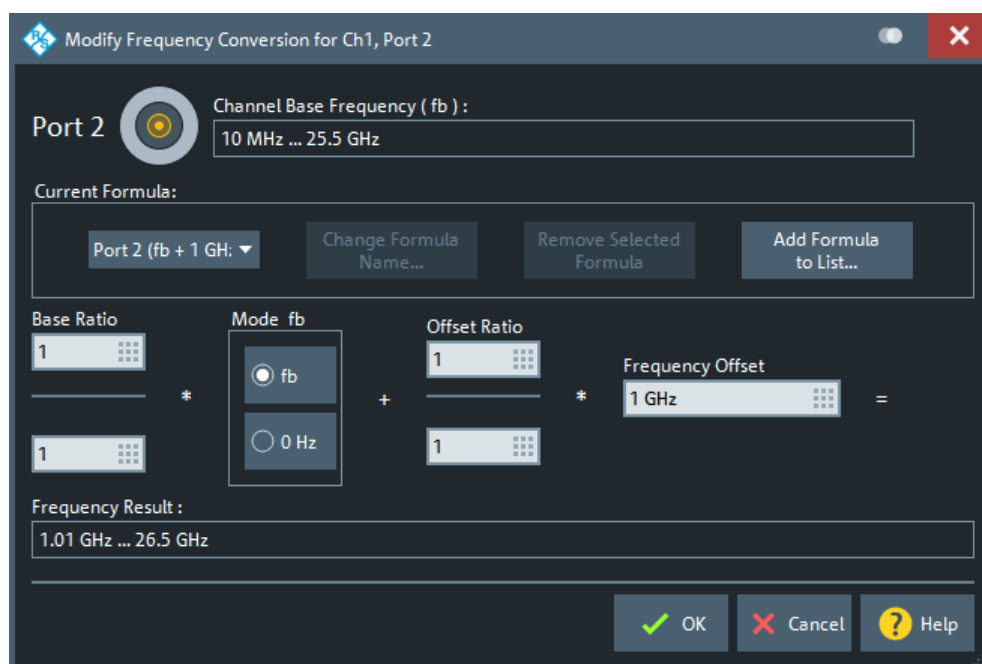 Modify Frequency Conversion for Ch1, Port 2
Port 2
Channel Base Frequency ( fb ) :
10 MHz ... 25.5 GHz
Current Formula:
Port 2 (fb + 1 GH:
Change Formula
Name...
Remove Selected
Formula
Add Formula
to List...
Base Ratio
1
1
*
Mode fb
fb
0 Hz
+
Offset Ratio
1
1
*
Frequency Offset
1 GHz
=
Frequency Result :
1.01 GHz ... 26.5 GHz
OK
Cancel
? Help